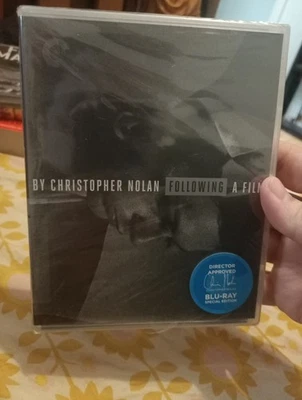 BY CHRISTOPHER NOLAN FOLLOWING A FILM
DIRECTOR
APPROVED
BLU-RAY
SPECIAL EDITION